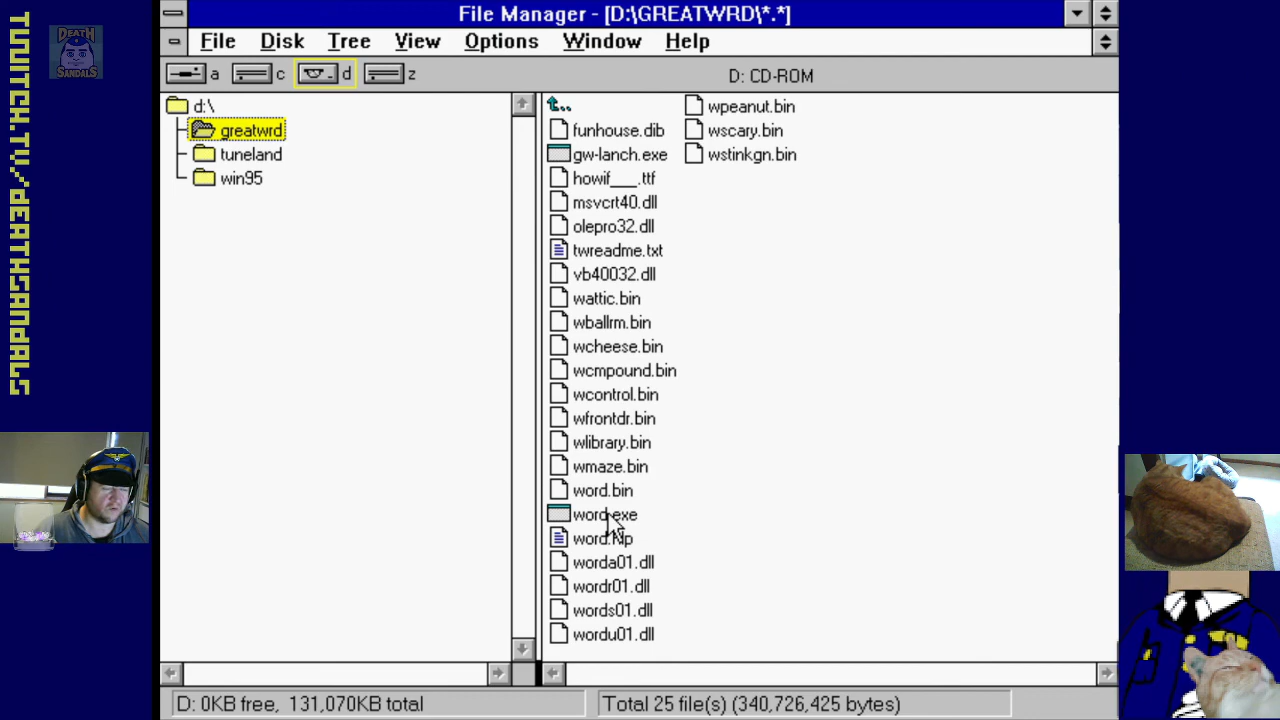 TWITCH.TV/DEATHSANDALS
DEATH
SANDALS
File Manager - [D:\GREATWRD\*.*]
File Disk Tree View Options Window Help
a c d z D: CD-ROM
d:\
greatwrd
tuneland
win95
funhouse.dib
gw-lanch.exe
howif___.ttf
msvcrt40.dll
olepro32.dll
twreadme.txt
vb40032.dll
wattic.bin
wballrm.bin
wcheese.bin
wcmpound.bin
wcontrol.bin
wfrontdr.bin
wlibrary.bin
wmaze.bin
word.bin
word.exe
word.hlp
worda01.dll
wordr01.dll
words01.dll
wordu01.dll
wpeanut.bin
wscary.bin
wstinkgn.bin
D: 0KB free, 131,070KB total
Total 25 file(s) (340,726,425 bytes)